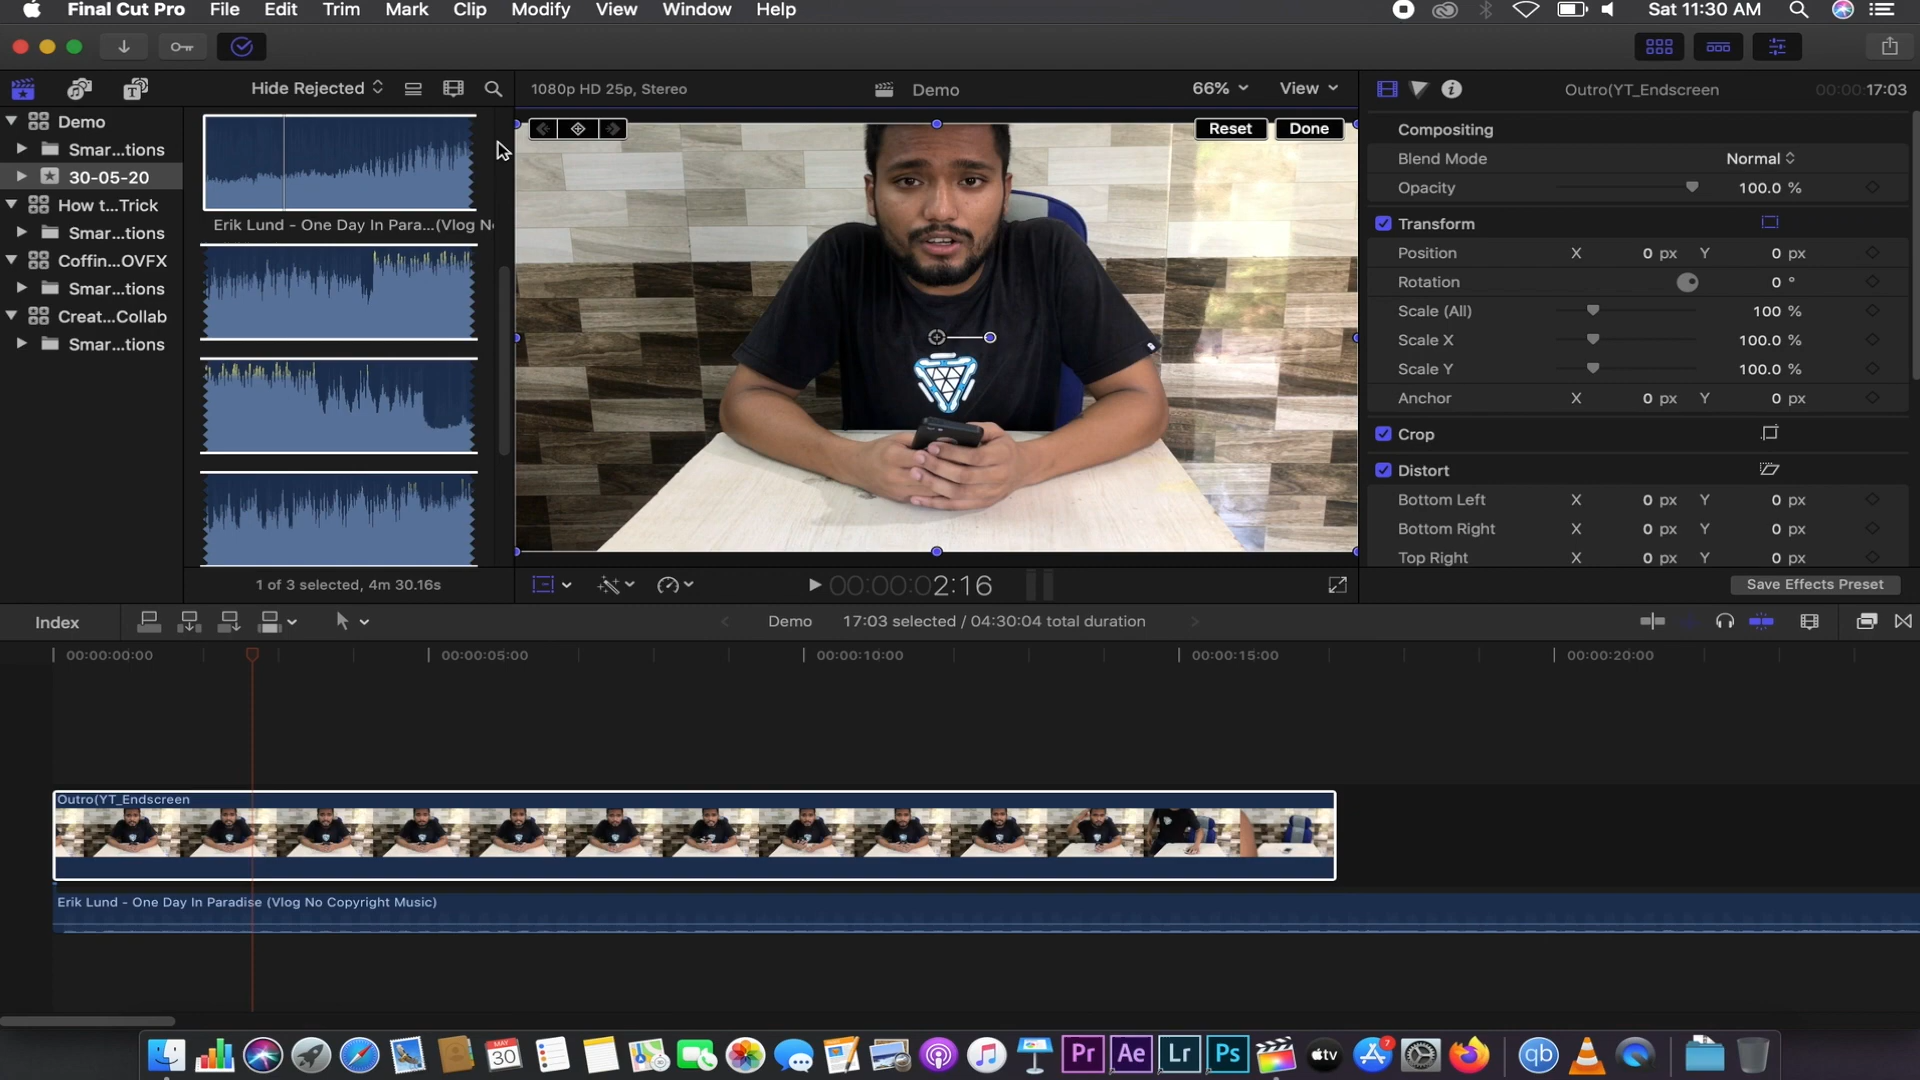 Final Cut Pro File Edit Trim Mark Clip Modify View Window Help Sat 11:30 AM
Hide Rejected
1080p HD 25p, Stereo Demo 66% View
Outro(YT_Endscreen 00:00:17:03
Demo
Smar...tions
30-05-20
How t...Trick
Smar...tions
Coffin...OVFX
Smar...tions
Creat...Collab
Smar...tions
Erik Lund - One Day In Para...(Vlog N
1 of 3 selected, 4m 30.16s
Reset Done
00:00:02:16
Compositing
Blend Mode Normal
Opacity 100.0 %
Transform
Position X 0 px Y 0 px
Rotation 0 °
Scale (All) 100 %
Scale X 100.0 %
Scale Y 100.0 %
Anchor X 0 px Y 0 px
Crop
Distort
Bottom Left X 0 px Y 0 px
Bottom Right X 0 px Y 0 px
Top Right X 0 px Y 0 px
Save Effects Preset
Index Demo 17:03 selected / 04:30:04 total duration
00:00:00:00 00:00:05:00 00:00:10:00 00:00:15:00 00:00:20:00
Outro(YT_Endscreen
Erik Lund - One Day In Paradise (Vlog No Copyright Music)
MAY
30 Pr Ae Lr Ps tv 7 qb